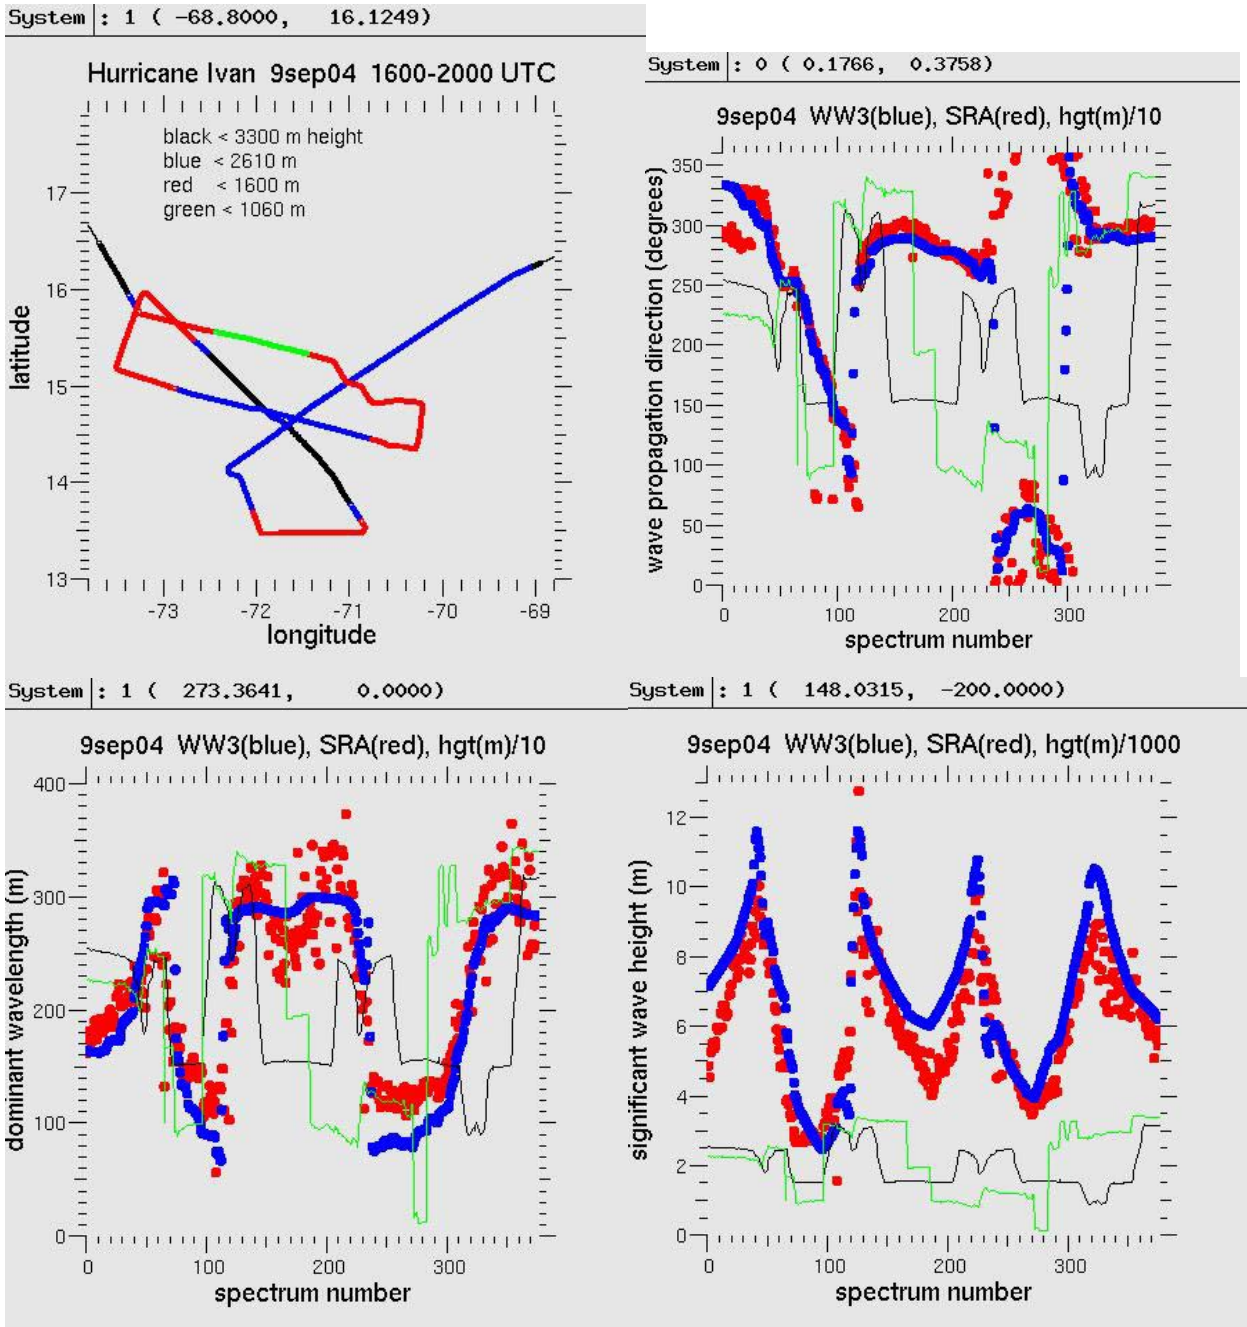 System : 1 ( -68.8000, 16.1249)
Hurricane Ivan 9sep04 1600-2000 UTC
black < 3300 m height
blue < 2610 m
red < 1600 m
green < 1060 m
17
16
15
14
13
latitude
-73 -72 -71 -70 -69
longitude
System : 0 ( 0.1766, 0.3758)
9sep04 WW3(blue), SRA(red), hgt(m)/10
350
300
250
200
150
100
50
0
wave propagation direction (degrees)
0 100 200 300
spectrum number
System : 1 ( 273.3641, 0.0000)
9sep04 WW3(blue), SRA(red), hgt(m)/10
400
300
200
100
0
dominant wavelength (m)
0 100 200 300
spectrum number
System : 1 ( 148.0315, -200.0000)
9sep04 WW3(blue), SRA(red), hgt(m)/1000
12
10
8
6
4
2
0
significant wave height (m)
0 100 200 300
spectrum number